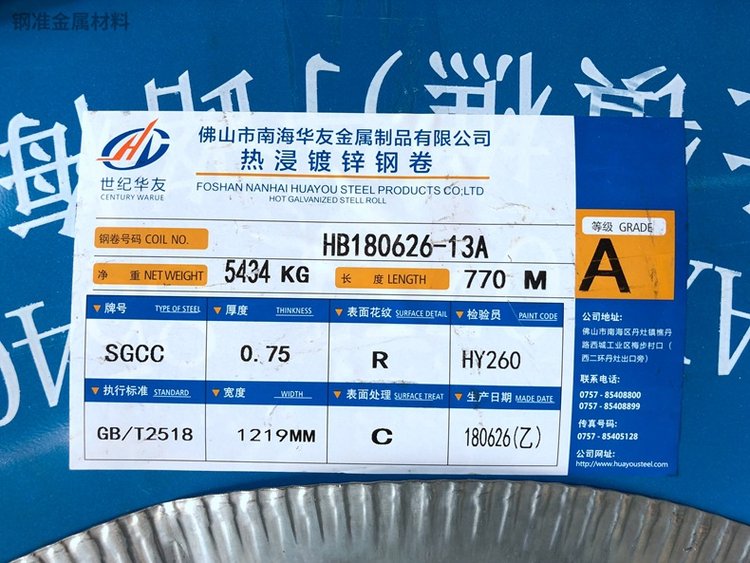 钢准金属材料
佛山市南海华友金属制品有限公司
热浸镀锌钢卷
FOSHAN NANHAI HUAYOU STEEL PRODUCTS CO;LTD
HOT GALVANIZED STELL ROLL
世纪华友
CENTURY WARUE
钢卷号码 COIL NO. HB180626-13A
净 重 NET WEIGHT 5434 KG 长 度 LENGTH 770 M
等级 GRADE
A
牌号 TYPE OF STEEL 厚度 THINKNESS 表面花纹 SURFACE DETAIL 检验员 PAINT CODE
SGCC 0.75 R HY260
执行标准 STANDARD 宽度 WIDTH 表面处理 SURFACE TREAT 生产日期 MADE DATE
GB/T2518 1219MM C 180626(乙)
公司地址:
佛山市南海区丹灶镇樵丹
路西城工业区梅步村口（
西二环丹灶出口旁）
联系电话:
0757 - 85408800
0757 - 85408899
传真号码:
0757 - 85405128
公司网址:
http://www.huayousteel.com